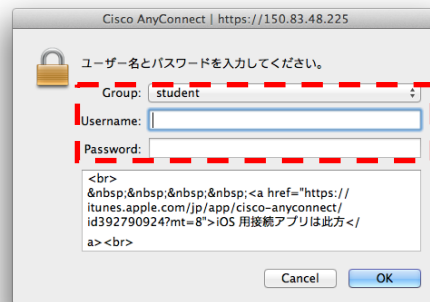 Cisco AnyConnect | https://150.83.48.225
ユーザー名とパスワードを入力してください。
Group: student
Username:
Password:
<br>
&nbsp;&nbsp;&nbsp;&nbsp;<a href="https://
itunes.apple.com/jp/app/cisco-anyconnect/
id392790924?mt=8">iOS 用接続アプリは此方</
a><br>
Cancel OK